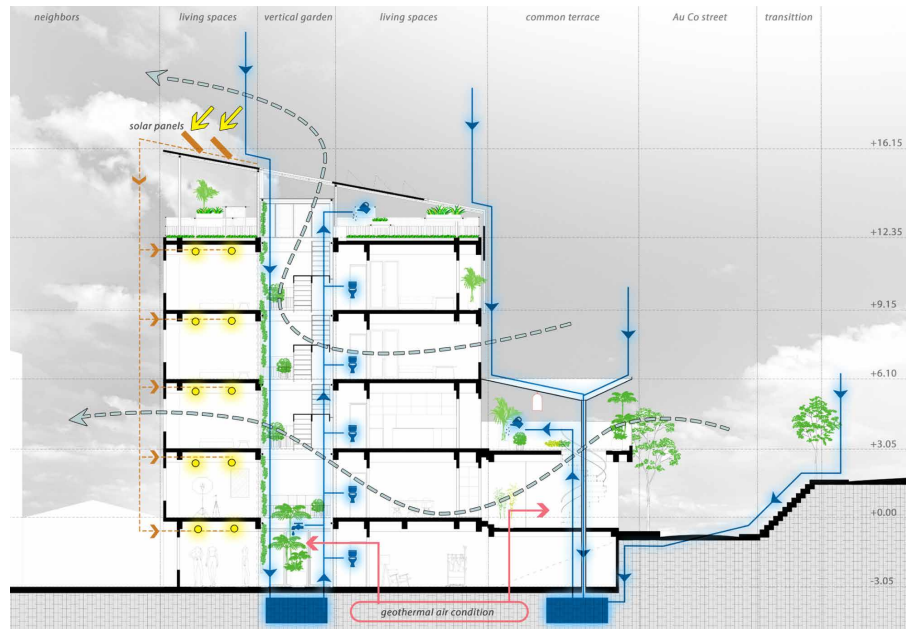 neighbors
living spaces
vertical garden
living spaces
common terrace
Au Co street
transittion
solar panels
+16.15
+12.35
+9.15
+6.10
+3.05
+0.00
-3.05
geothermal air condition